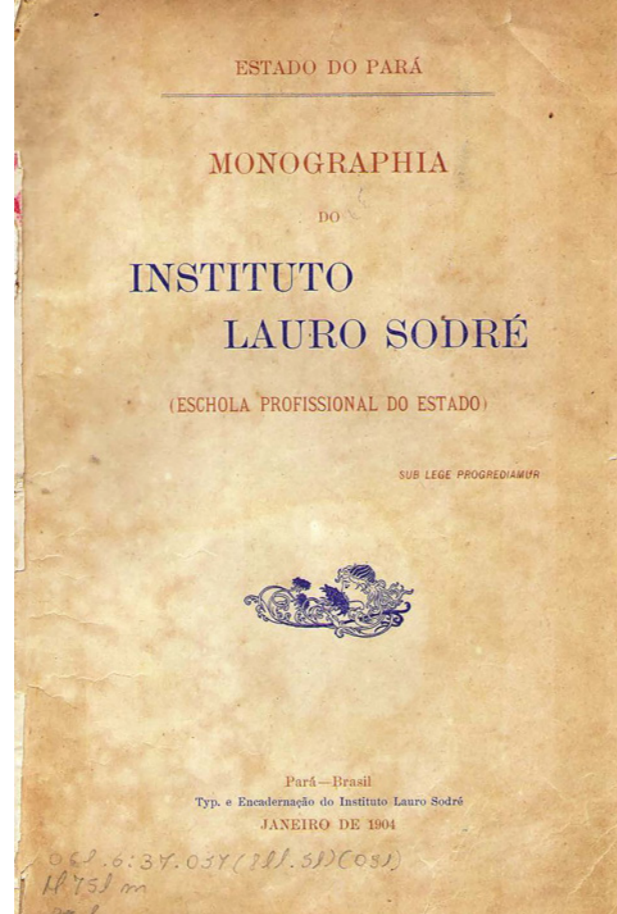 ESTADO DO PARÁ
MONOGRAPHIA
DO
INSTITUTO
LAURO SODRÉ
(ESCHOLA PROFISSIONAL DO ESTADO)
SUB LEGE PROGREDIAMUR
Pará—Brasil
Typ. e Encadernação do Instituto Lauro Sodré
JANEIRO DE 1904